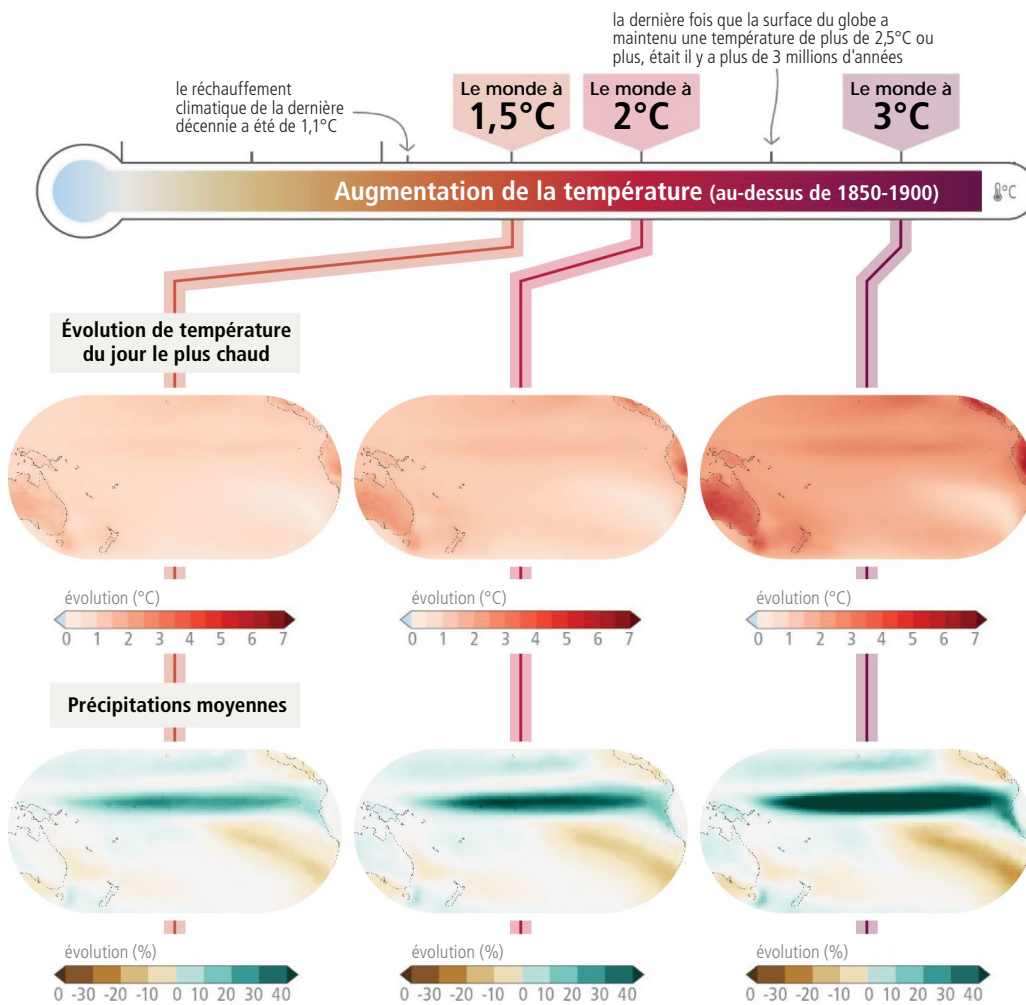 la dernière fois que la surface du globe a
maintenu une température de plus de 2,5°C ou
plus, était il y a plus de 3 millions d'années
le réchauffement
climatique de la dernière
décennie a été de 1,1°C
Le monde à
1,5°C
Le monde à
2°C
Le monde à
3°C
Augmentation de la température (au-dessus de 1850-1900)
°C
Évolution de température
du jour le plus chaud
évolution (°C)
0 1 2 3 4 5 6 7
évolution (°C)
0 1 2 3 4 5 6 7
évolution (°C)
0 1 2 3 4 5 6 7
Précipitations moyennes
évolution (%)
0 -30 -20 -10 0 10 20 30 40
évolution (%)
0 -30 -20 -10 0 10 20 30 40
évolution (%)
0 -30 -20 -10 0 10 20 30 40